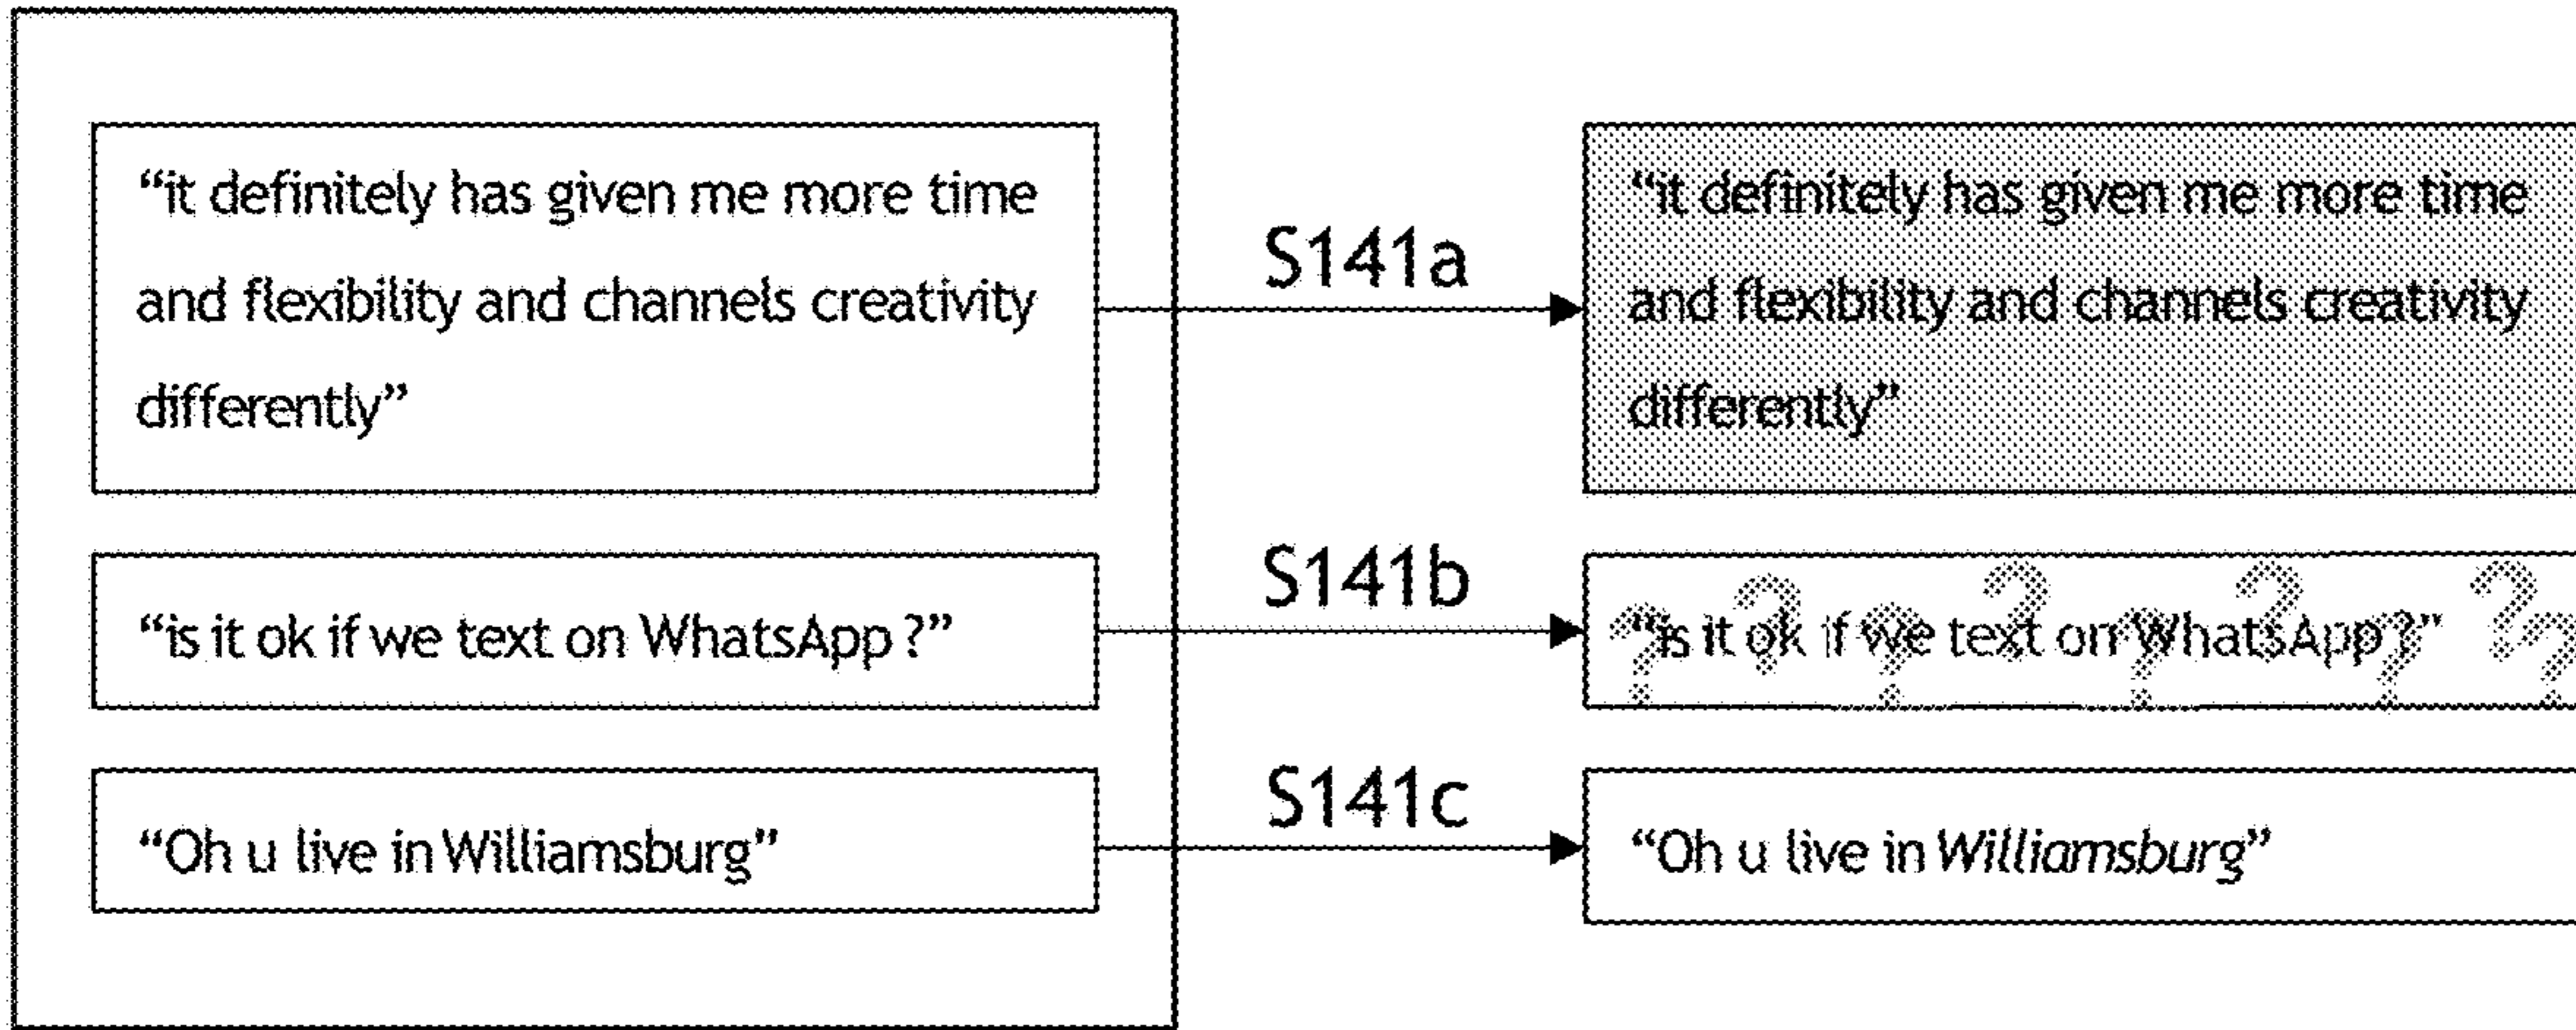 “it definitely has given me more time
and flexibility and channels creativity
differently”
S141a
“it definitely has given me more time
and flexibility and channels creativity
differently”
“is it ok if we text on WhatsApp ?”
S141b
“is it ok if we text on WhatsApp ?”
? ? ? ? ? ? ? ? ?
“Oh u live in Williamsburg”
S141c
“Oh u live in Williamsburg”